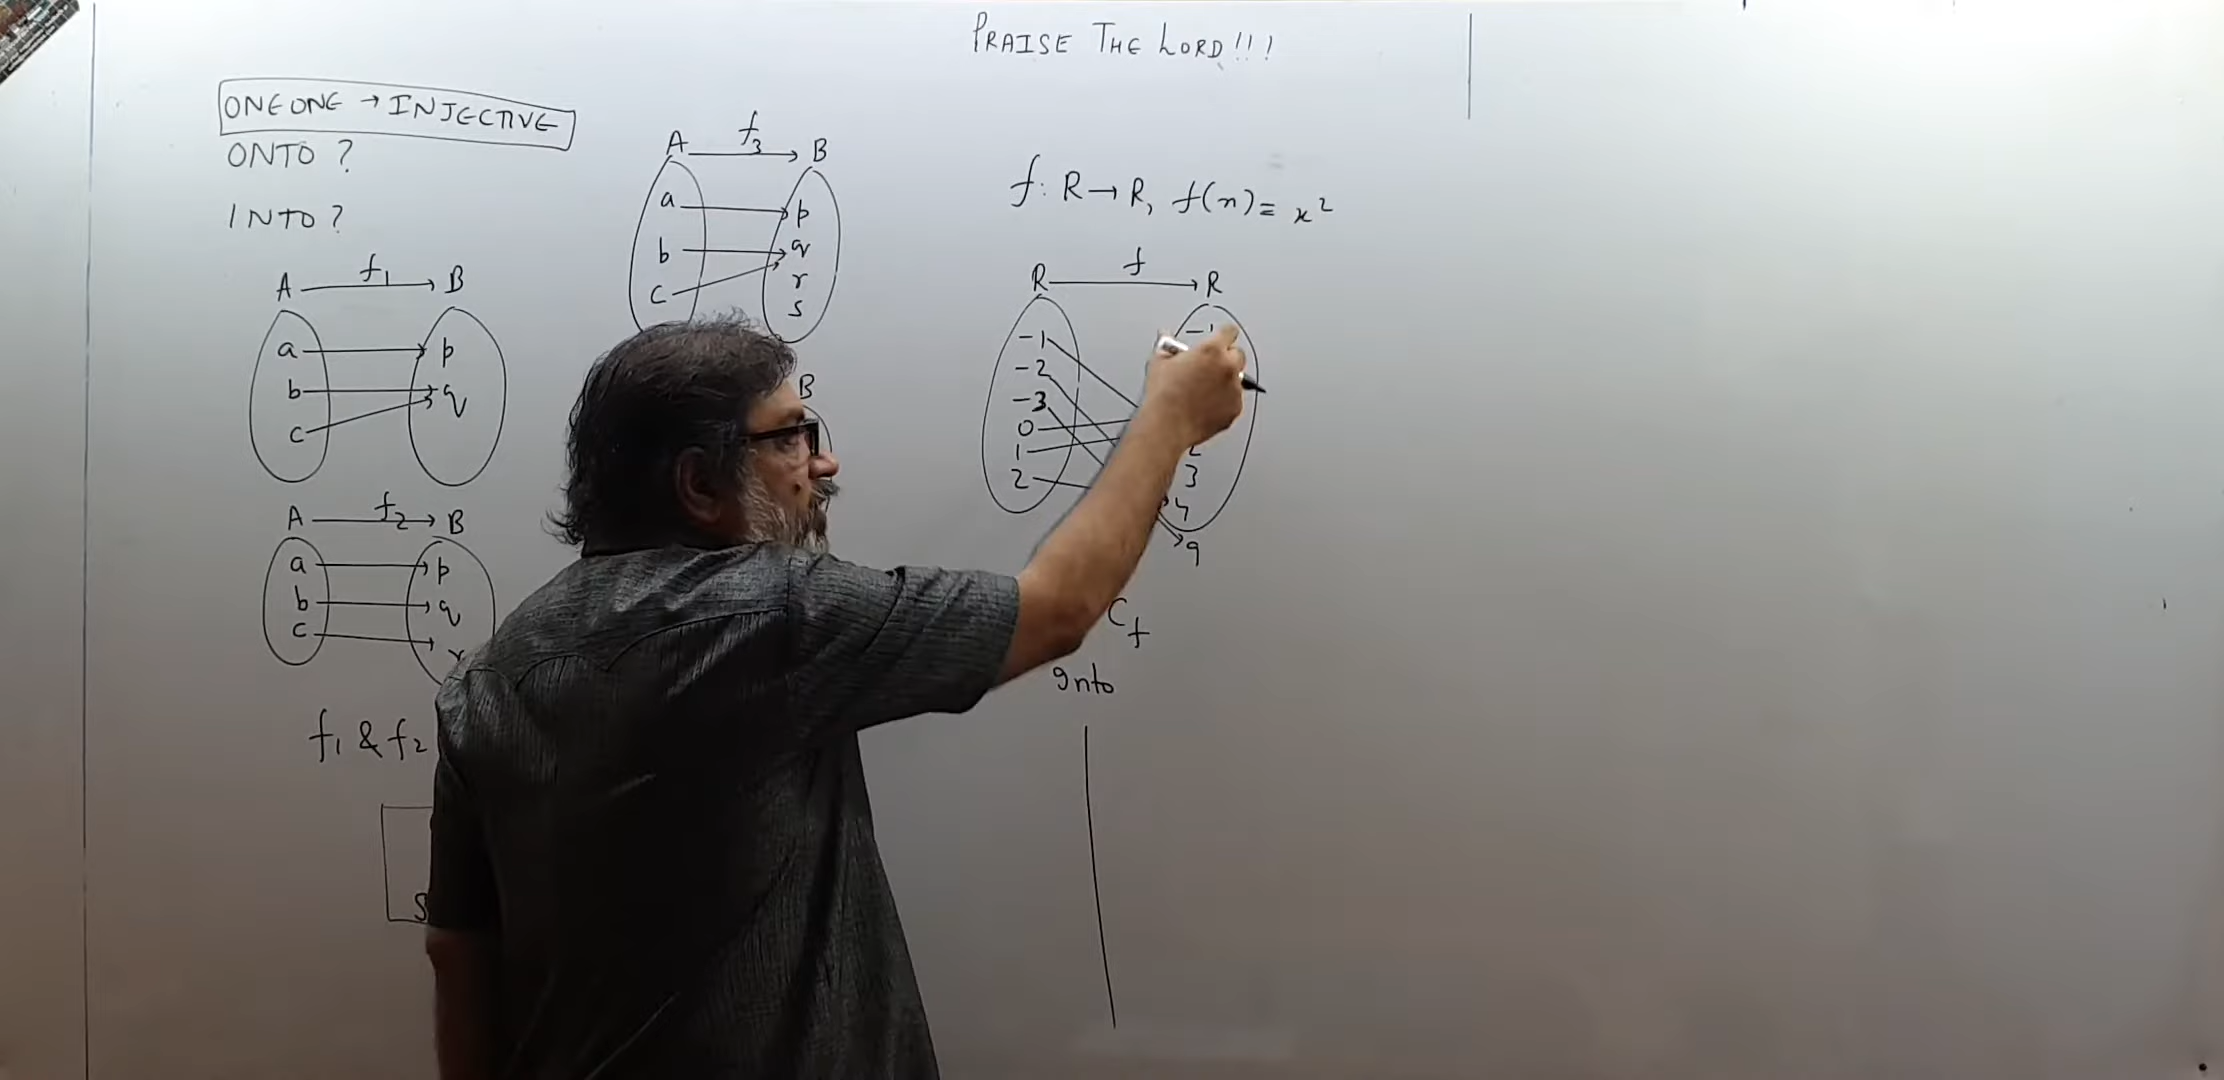 PRAISE THE LORD!!!
ONE ONE → INJECTIVE
ONTO ?
INTO ?
A → B f₁
a p
b q
c
A → B f₂
a p
b q
c r
f₁ & f₂
S
A → B f₃
a p
b q
c r
s
B
f: R → R, f(x) = x²
R → R f
-1 -1
-2
-3
0
1 2
2 3
4
9
C f
Into